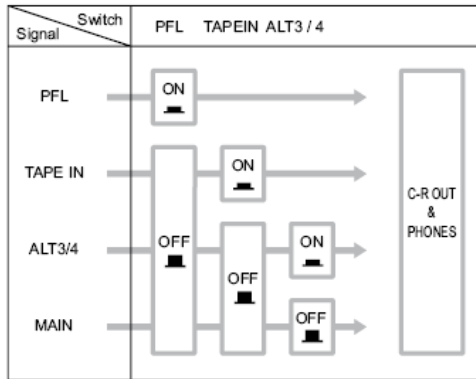 Switch
Signal
PFL TAPEIN ALT3 / 4
PFL
ON
TAPE IN
ON
C-R OUT
&
PHONES
ALT3/4
OFF
OFF
ON
MAIN
OFF